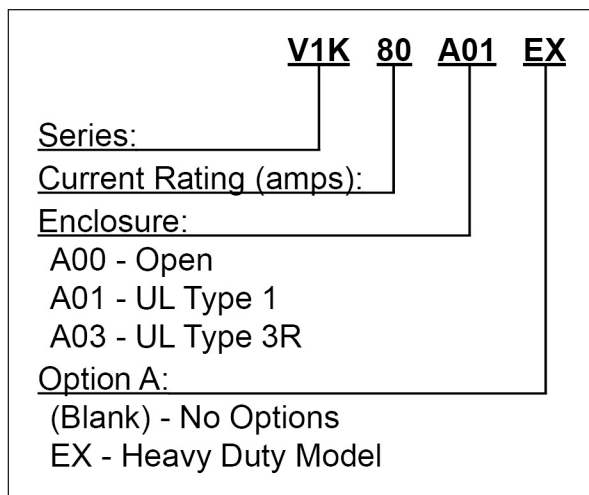 V1K 80 A01 EX
Series:
Current Rating (amps):
Enclosure:
A00 - Open
A01 - UL Type 1
A03 - UL Type 3R
Option A:
(Blank) - No Options
EX - Heavy Duty Model